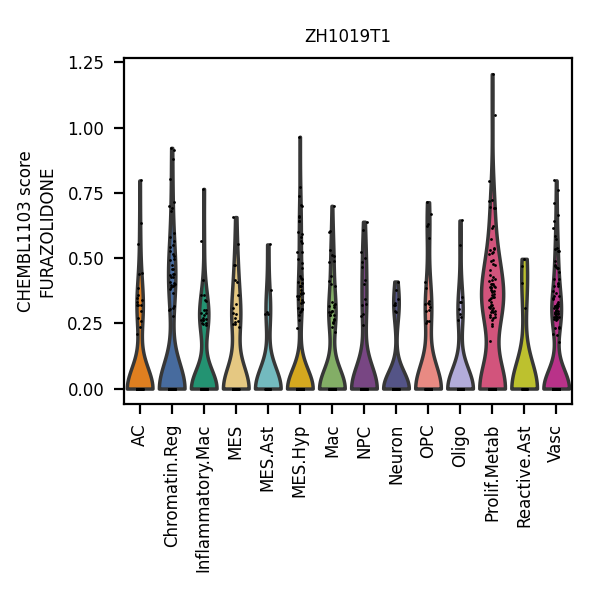 ZH1019T1
CHEMBL1103 score
FURAZOLIDONE
1.25
1.00
0.75
0.50
0.25
0.00
AC
Chromatin.Reg
Inflammatory.Mac
MES
MES.Ast
MES.Hyp
Mac
NPC
Neuron
OPC
Oligo
Prolif.Metab
Reactive.Ast
Vasc